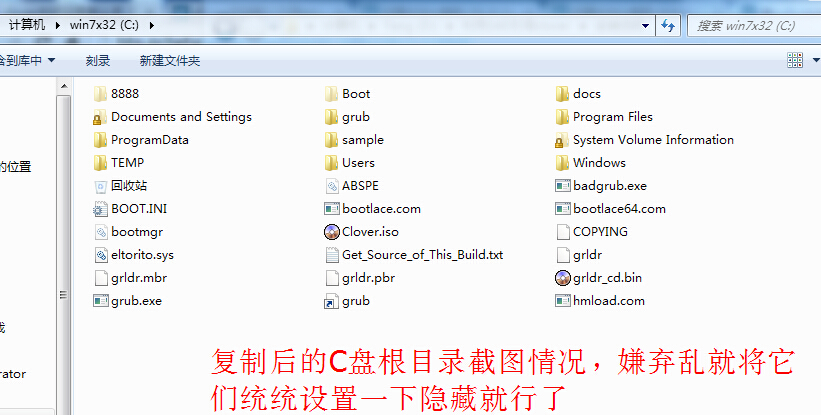 计算机 ▸ win7x32 (C:) ▸ 搜索 win7x32 (C:)
含到库中 刻录 新建文件夹
8888 Boot docs
Documents and Settings grub Program Files
ProgramData sample System Volume Information
的位置 TEMP Users Windows
回收站 ABSPE badgrub.exe
BOOT.INI bootlace.com bootlace64.com
bootmgr Clover.iso COPYING
eltorito.sys Get_Source_of_This_Build.txt grldr
grldr.mbr grldr.pbr grldr_cd.bin
grub.exe grub hmload.com
戏
rator
复制后的C盘根目录截图情况，嫌弃乱就将它
们统统设置一下隐藏就行了